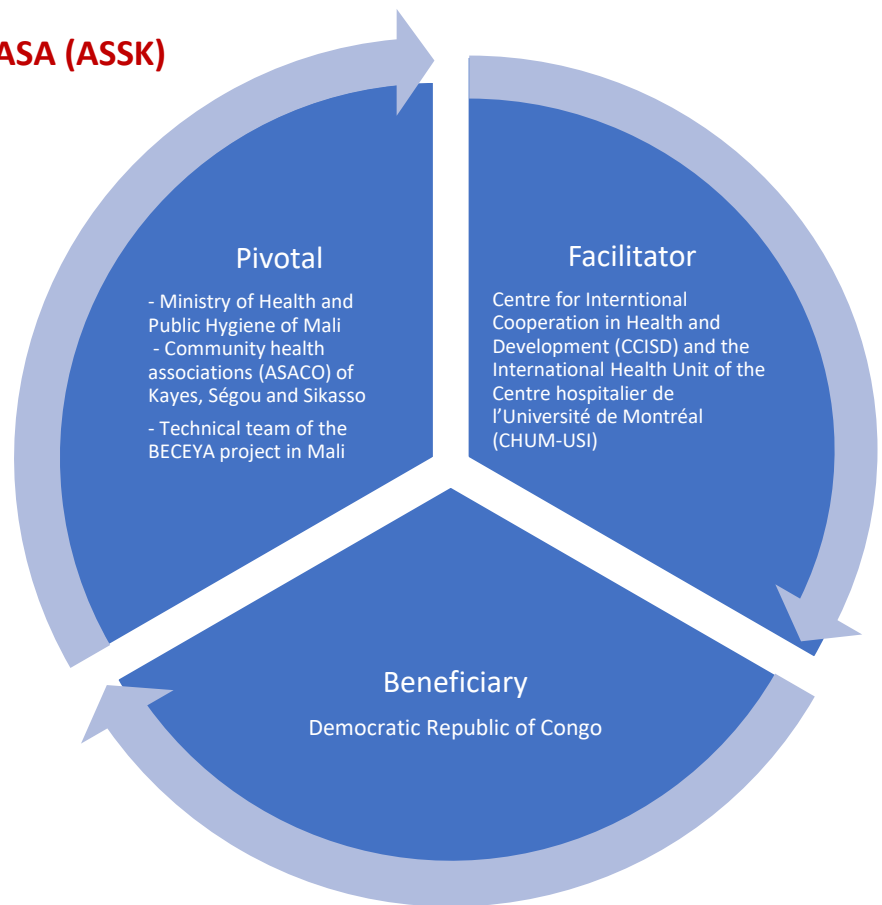 ASA (ASSK)
Pivotal
- Ministry of Health and
Public Hygiene of Mali
- Community health
associations (ASACO) of
Kayes, Ségou and Sikasso
- Technical team of the
BECEYA project in Mali
Facilitator
Centre for Interntional
Cooperation in Health and
Development (CCISD) and the
International Health Unit of the
Centre hospitalier de
l’Université de Montréal
(CHUM-USI)
Beneficiary
Democratic Republic of Congo